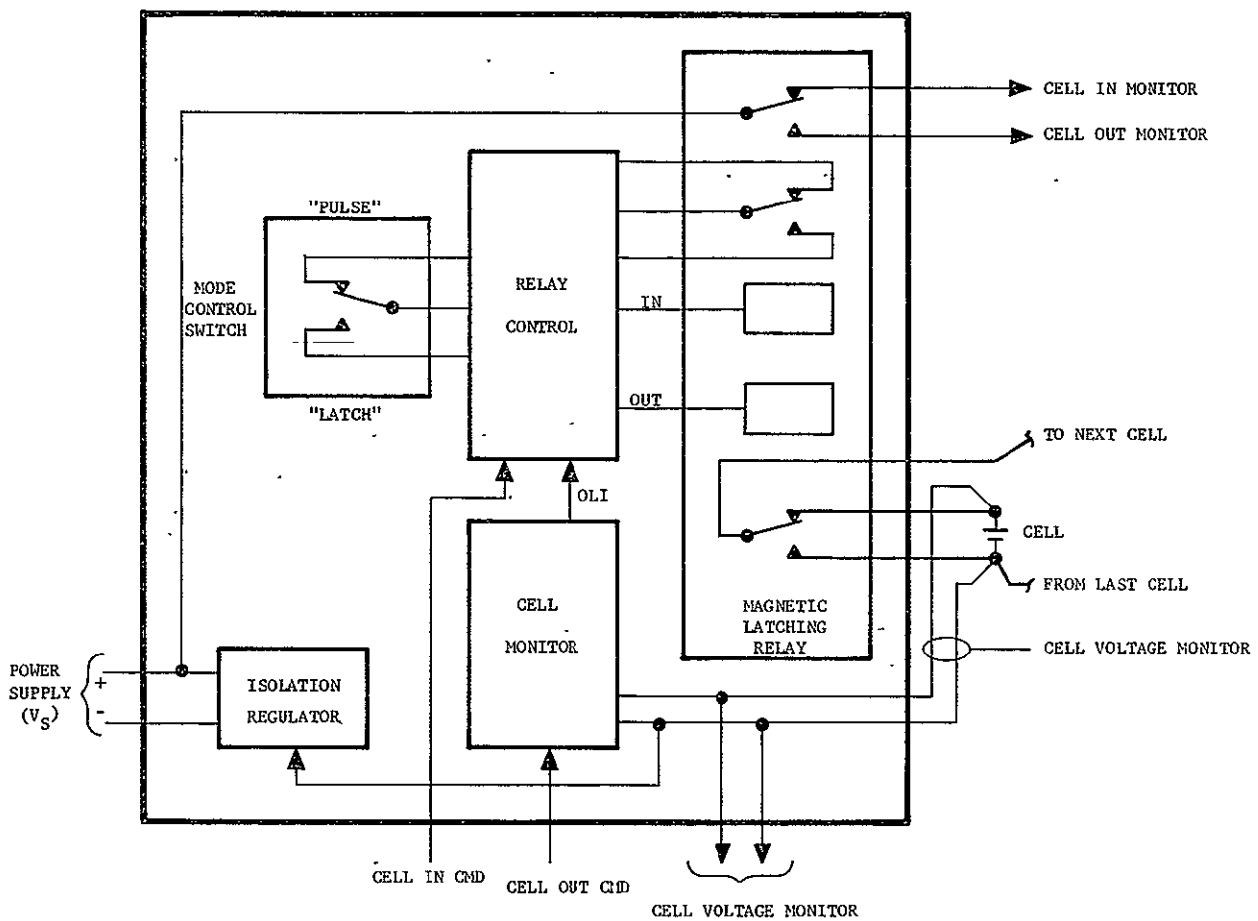 CELL IN MONITOR
CELL OUT MONITOR
"PULSE"
MODE
CONTROL
SWITCH
"LATCH"
RELAY
CONTROL
IN
OUT
TO NEXT CELL
OLI
CELL
FROM LAST CELL
CELL
MONITOR
MAGNETIC
LATCHING
RELAY
CELL VOLTAGE MONITOR
POWER
SUPPLY
(VS)
+
-
ISOLATION
REGULATOR
CELL IN CMD
CELL OUT CMD
CELL VOLTAGE MONITOR